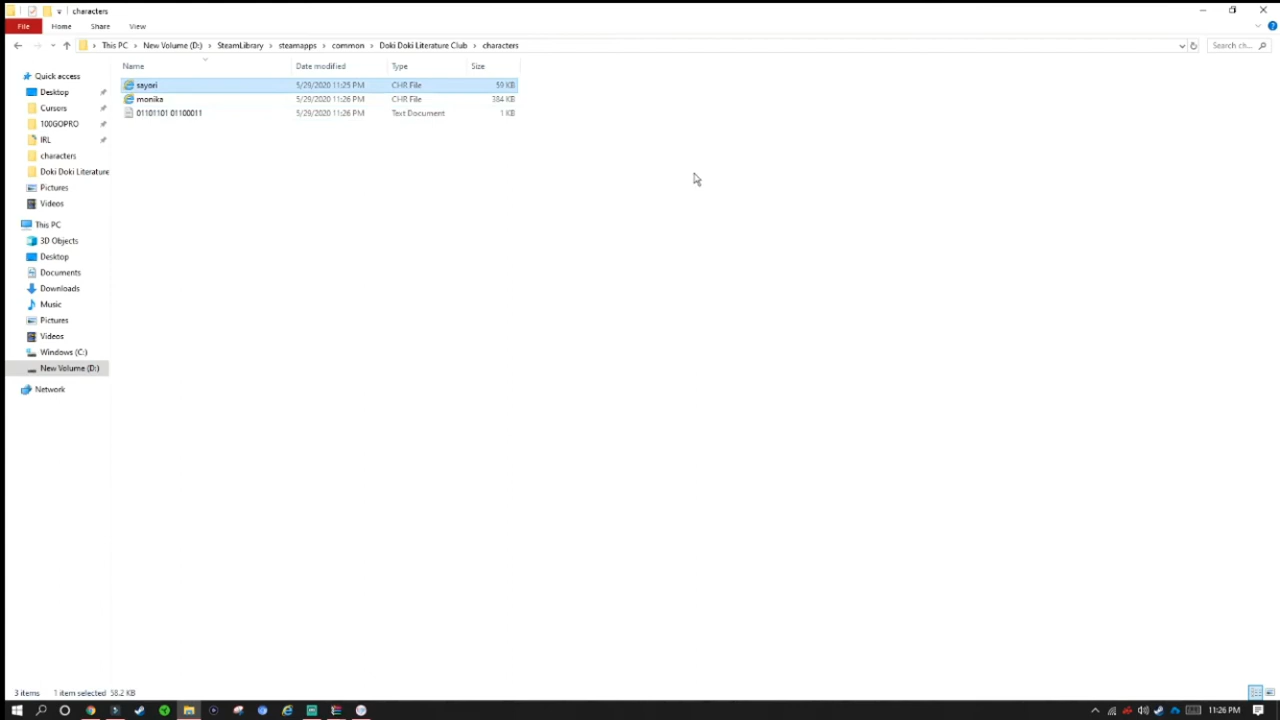 characters
File Home Share View
This PC > New Volume (D:) > SteamLibrary > steamapps > common > Doki Doki Literature Club > characters
Search ch...
Name Date modified Type Size
sayori 5/29/2020 11:25 PM CHR File 59 KB
monika 5/29/2020 11:26 PM CHR File 384 KB
01101101 01100011 5/29/2020 11:26 PM Text Document 1 KB
Quick access
Desktop
Cursors
100GOPRO
IRL
characters
Doki Doki Literature
Pictures
Videos
This PC
3D Objects
Desktop
Documents
Downloads
Music
Pictures
Videos
Windows (C:)
New Volume (D:)
Network
3 items 1 item selected 58.2 KB
11:26 PM